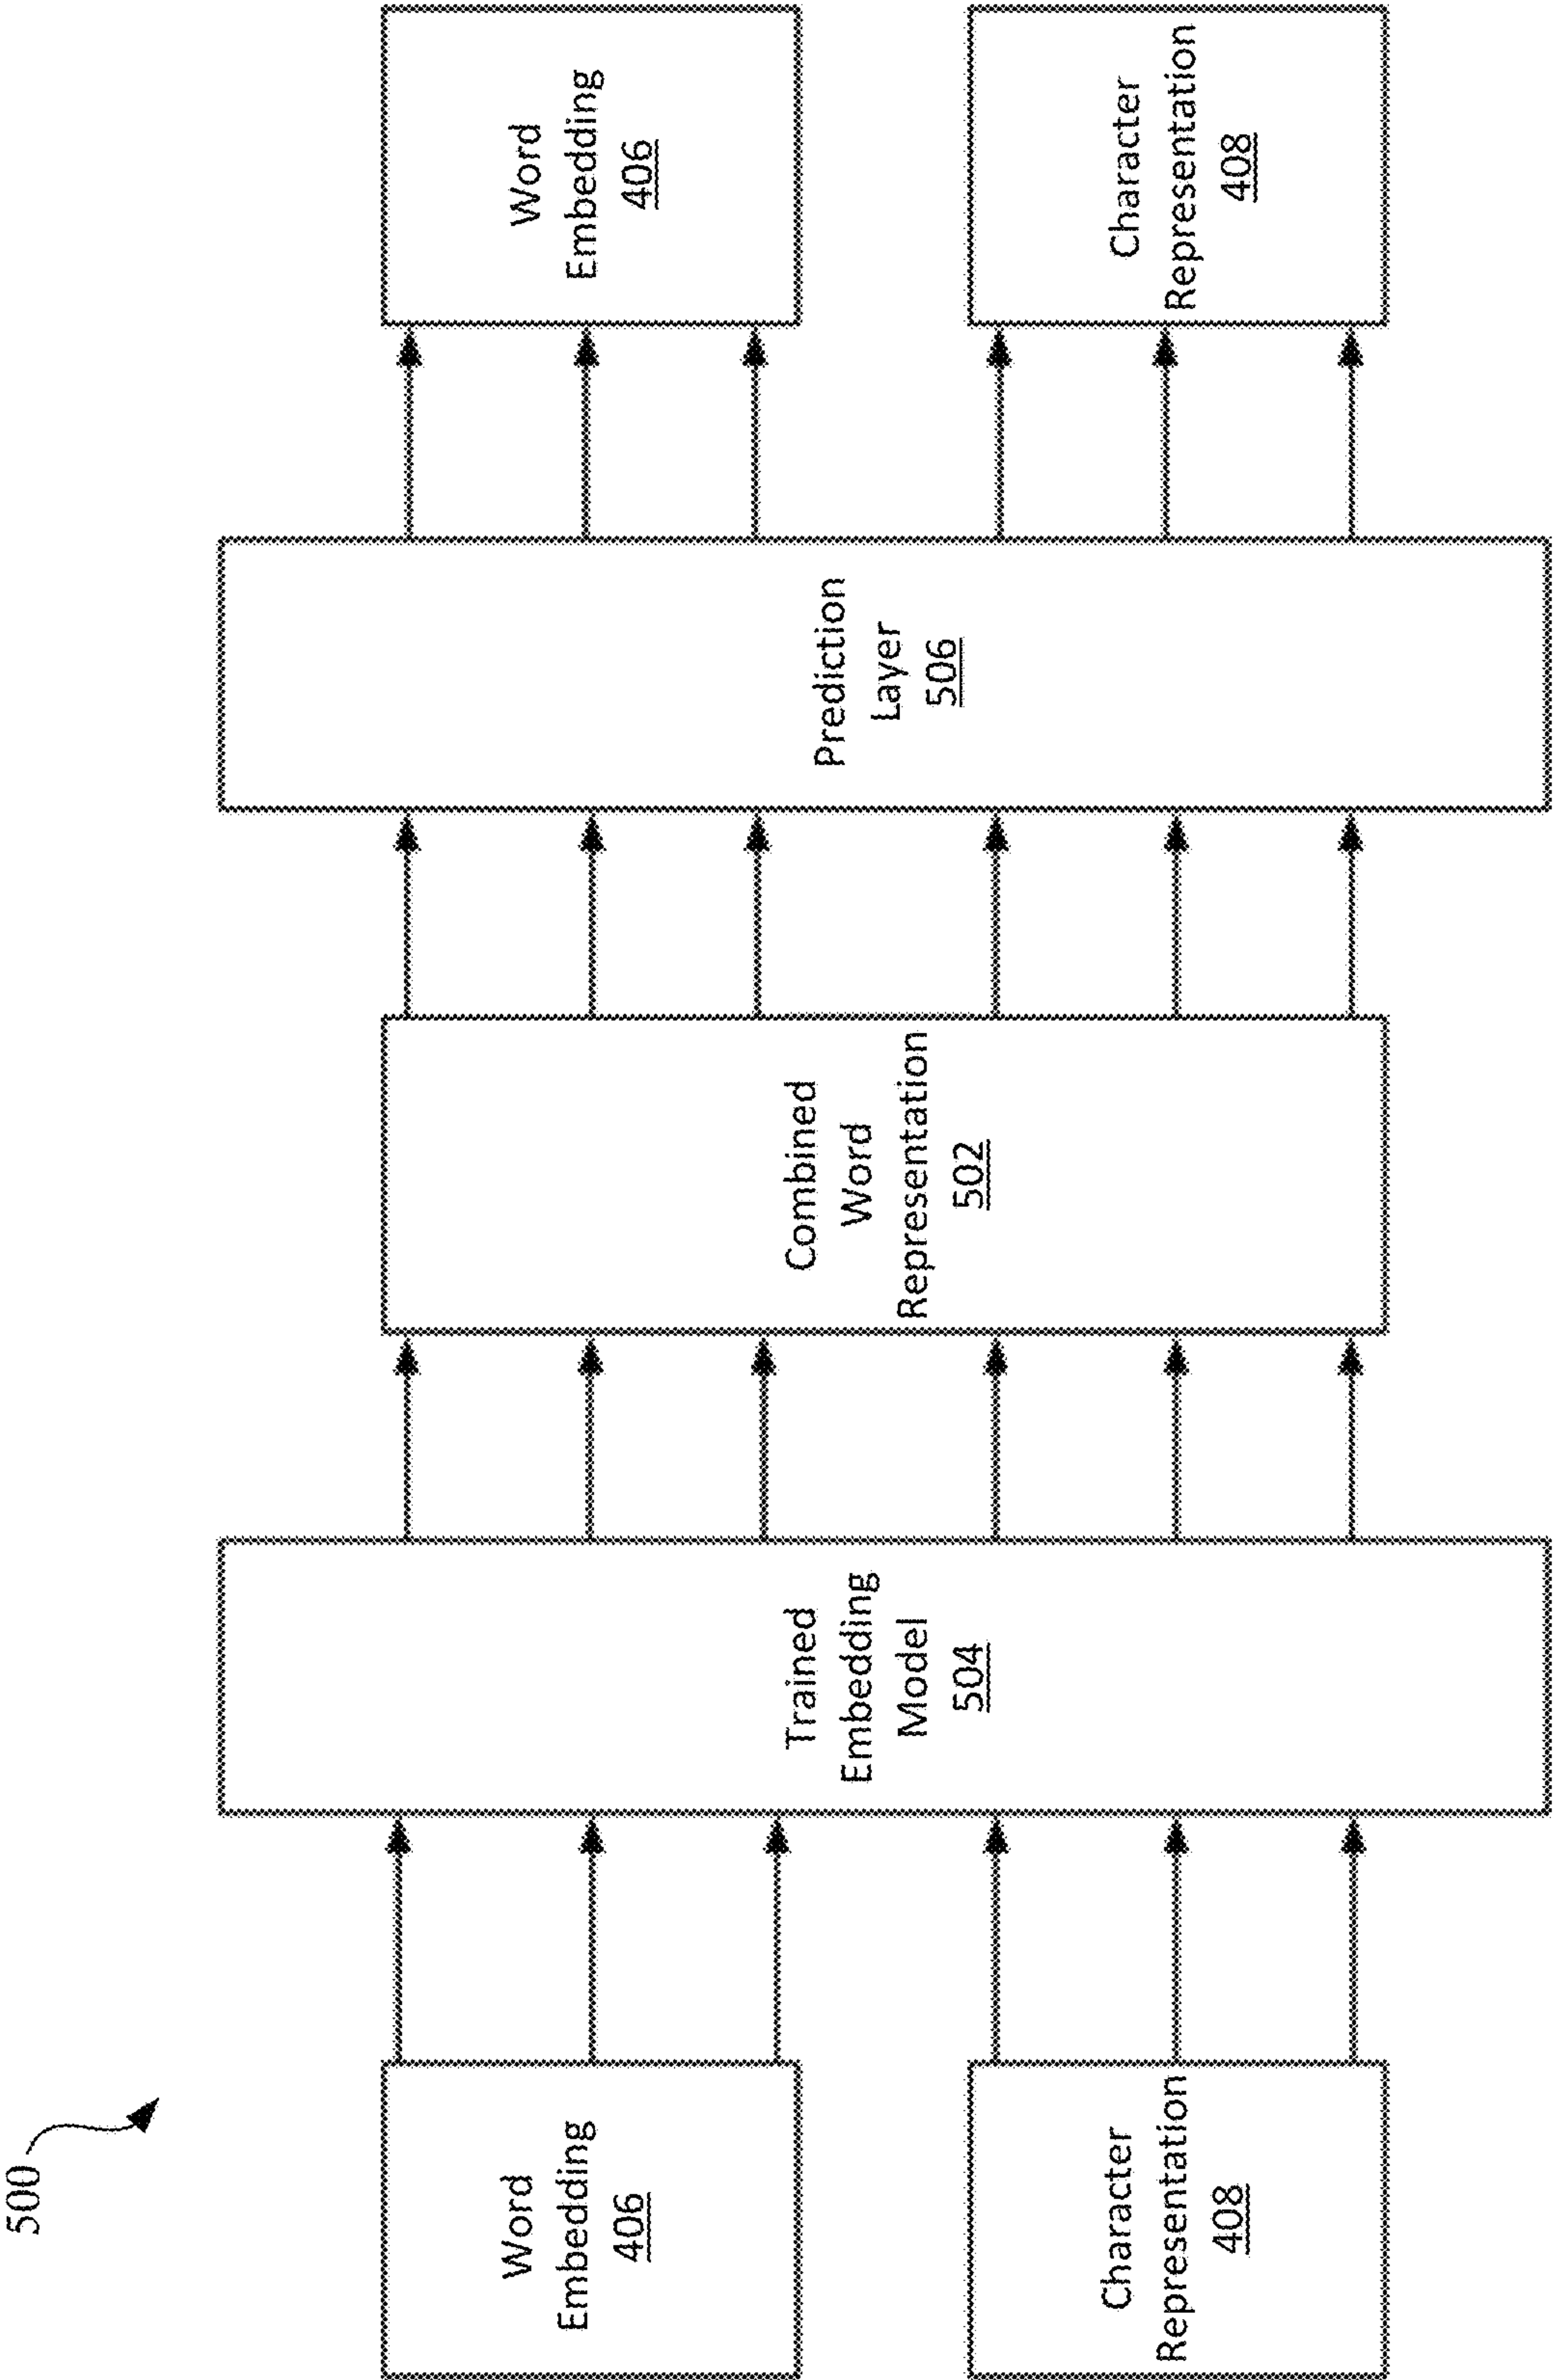 500
Word
Embedding
406
Character
Representation
408
Trained
Embedding
Model
504
Combined
Word
Representation
502
Prediction
Layer
506
Word
Embedding
406
Character
Representation
408